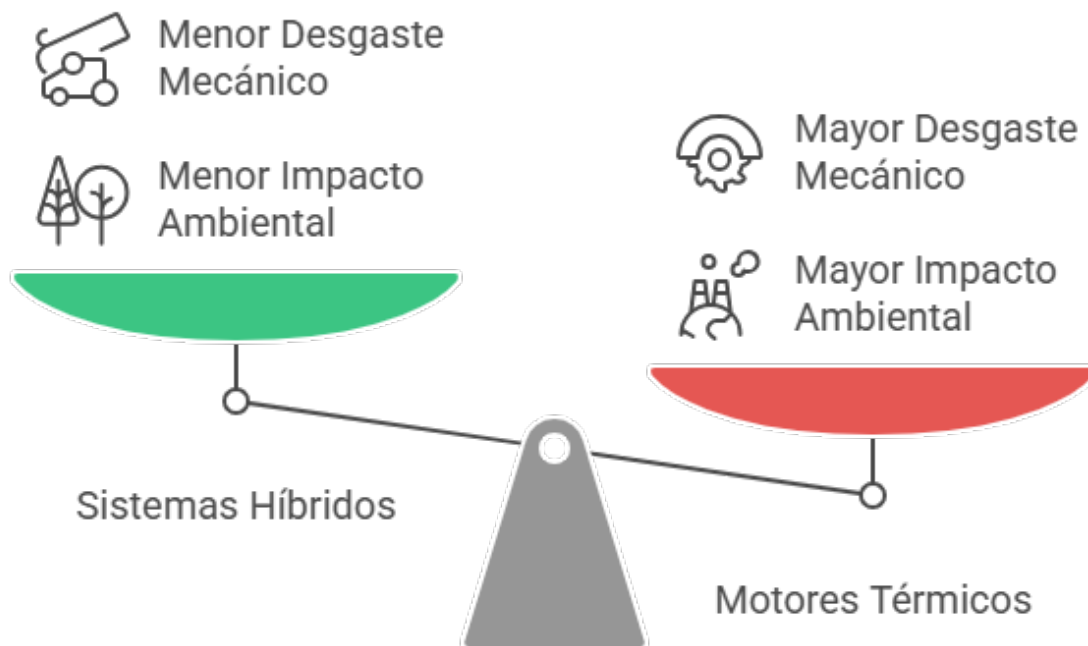 Menor Desgaste
Mecánico
Menor Impacto
Ambiental
Mayor Desgaste
Mecánico
Mayor Impacto
Ambiental
Sistemas Híbridos
Motores Térmicos